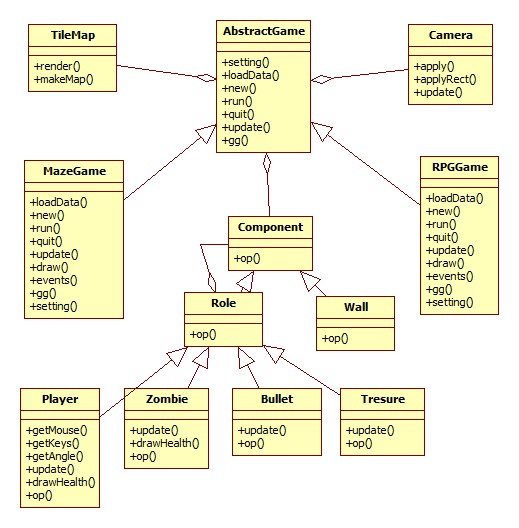 TileMap
+render()
+makeMap()
AbstractGame
+setting()
+loadData()
+new()
+run()
+quit()
+update()
+gg()
Camera
+apply()
+applyRect()
+update()
MazeGame
+loadData()
+new()
+run()
+quit()
+update()
+draw()
+events()
+gg()
+setting()
RPGGame
+loadData()
+new()
+run()
+quit()
+update()
+draw()
+events()
+gg()
+setting()
Component
+op()
Role
+op()
Wall
+op()
Player
+getMouse()
+getKeys()
+getAngle()
+update()
+drawHealth()
+op()
Zombie
+update()
+drawHealth()
+op()
Bullet
+update()
+op()
Tresure
+update()
+op()